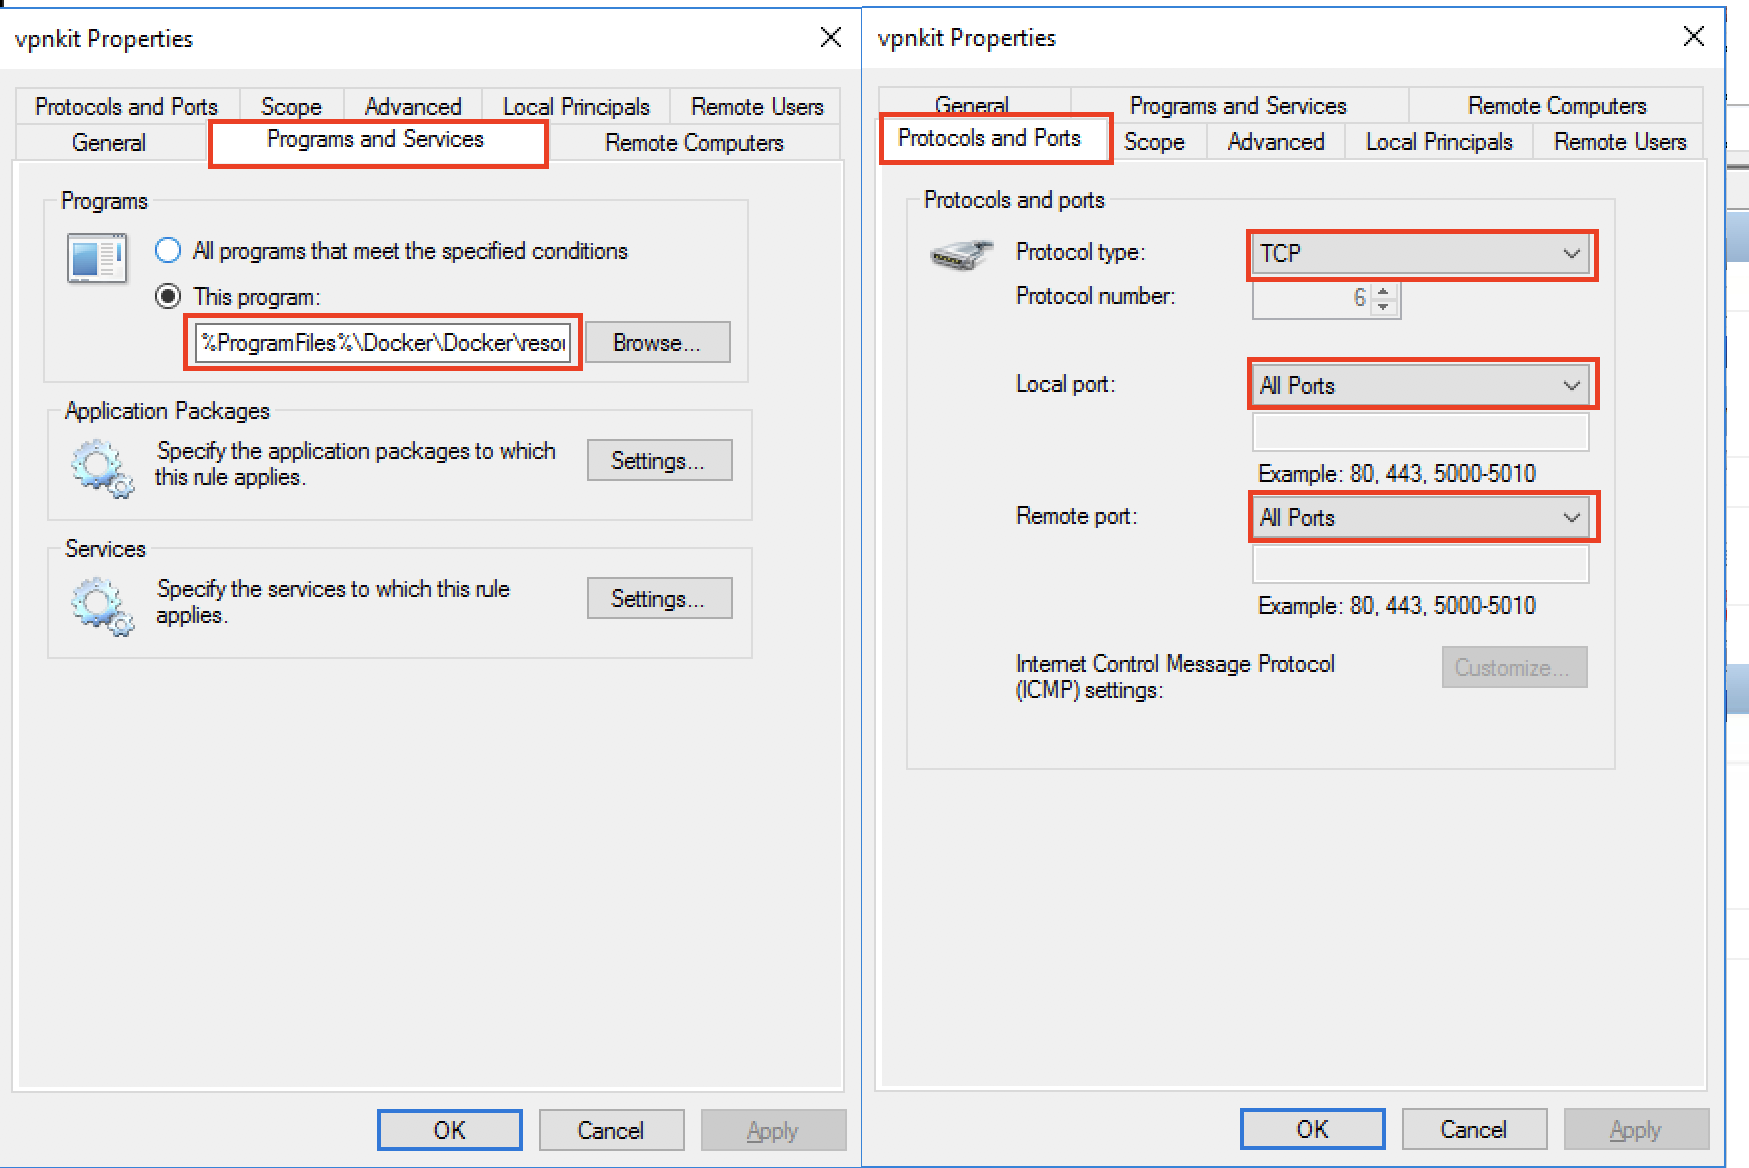 vpnkit Properties
Protocols and Ports Scope Advanced Local Principals Remote Users
General Programs and Services Remote Computers
Programs
All programs that meet the specified conditions
This program:
%ProgramFiles%\Docker\Docker\resou Browse...
Application Packages
Specify the application packages to which
this rule applies.
Settings...
Services
Specify the services to which this rule
applies.
Settings...
OK Cancel Apply
vpnkit Properties
General Programs and Services Remote Computers
Protocols and Ports Scope Advanced Local Principals Remote Users
Protocols and ports
Protocol type: TCP
Protocol number: 6
Local port: All Ports
Example: 80, 443, 5000-5010
Remote port: All Ports
Example: 80, 443, 5000-5010
Internet Control Message Protocol
(ICMP) settings:
Customize...
OK Cancel Apply